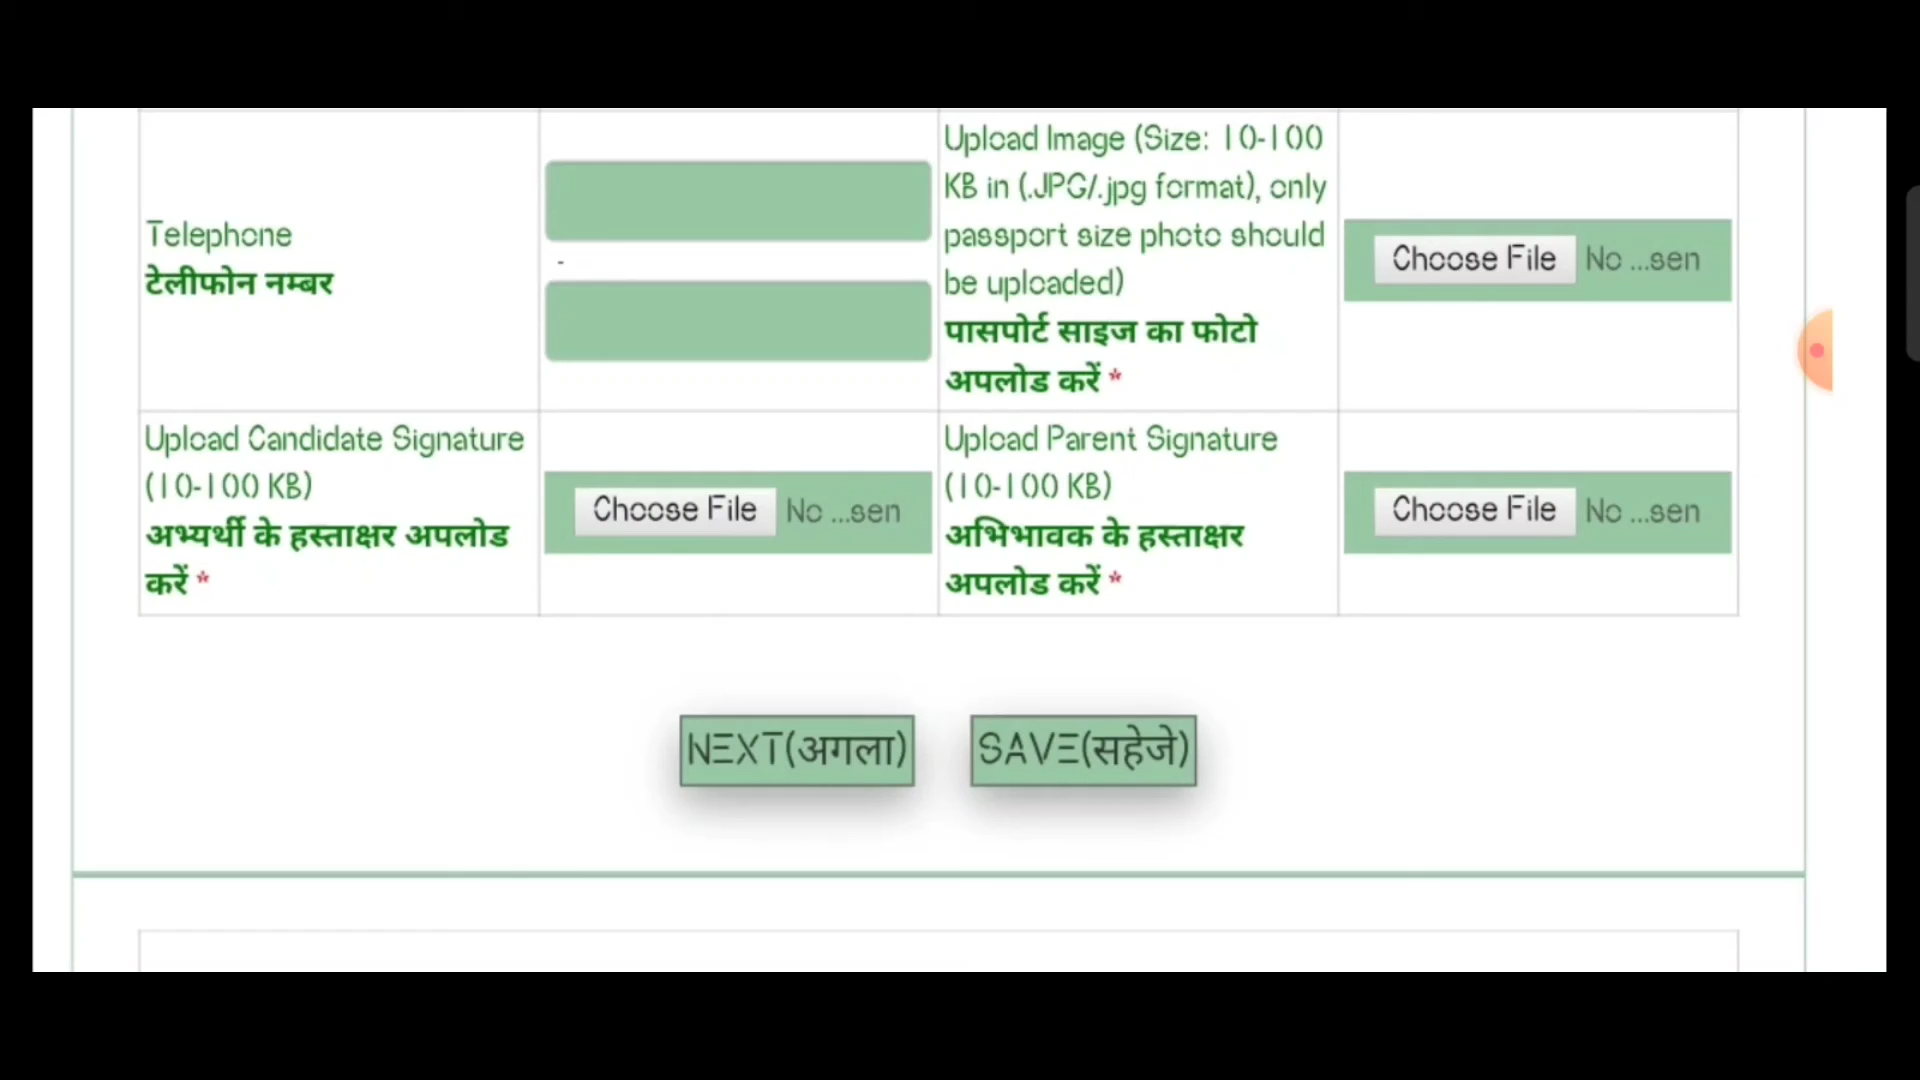 Telephone
टेलीफोन नम्बर
-
Upload Image (Size: 10-100
KB in (.JPG/.jpg format), only
passport size photo should
be uploaded)
पासपोर्ट साइज का फोटो
अपलोड करें *
Choose File No ...sen
Upload Candidate Signature
(10-100 KB)
अभ्यर्थी के हस्ताक्षर अपलोड
करें *
Choose File No ...sen
Upload Parent Signature
(10-100 KB)
अभिभावक के हस्ताक्षर
अपलोड करें *
Choose File No ...sen
NEXT(अगला) SAVE(सहेजे)